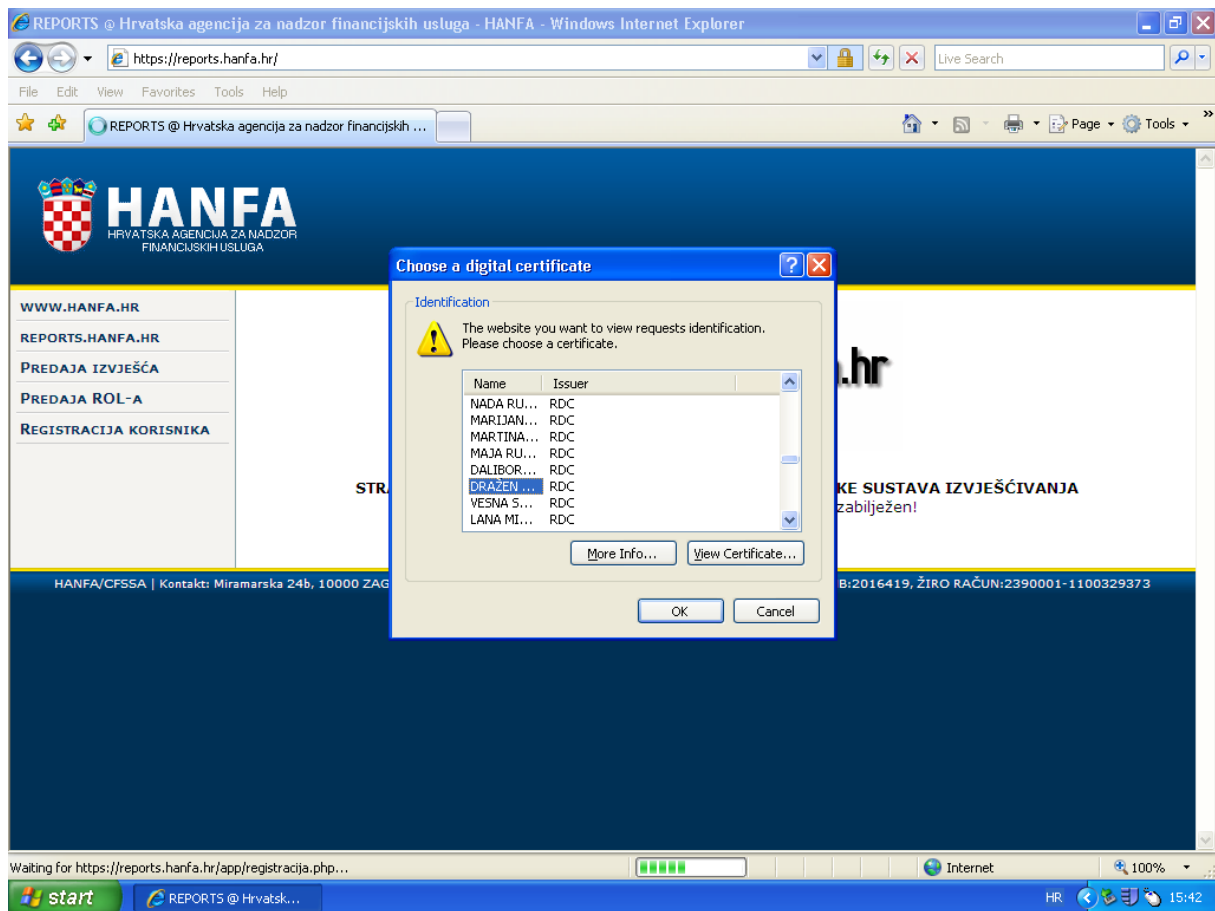 REPORTS @ Hrvatska agencija za nadzor financijskih usluga - HANFA - Windows Internet Explorer
https://reports.hanfa.hr/
Live Search
File Edit View Favorites Tools Help
REPORTS @ Hrvatska agencija za nadzor financijskih ...
Page Tools
HANFA
HRVATSKA AGENCIJA ZA NADZOR
FINANCIJSKIH USLUGA
WWW.HANFA.HR
REPORTS.HANFA.HR
PREDAJA IZVJEŠĆA
PREDAJA ROL-A
REGISTRACIJA KORISNIKA
.hr
STR
KE SUSTAVA IZVJEŠĆIVANJA
zabilježen!
Choose a digital certificate
Identification
The website you want to view requests identification.
Please choose a certificate.
Name Issuer
NADA RU... RDC
MARIJAN... RDC
MARTINA... RDC
MAJA RU... RDC
DALIBOR... RDC
DRAŽEN ... RDC
VESNA S... RDC
LANA MI... RDC
More Info... View Certificate...
OK Cancel
HANFA/CFSSA | Kontakt: Miramarska 24b, 10000 ZAG
B:2016419, ŽIRO RAČUN:2390001-1100329373
Waiting for https://reports.hanfa.hr/app/registracija.php...
Internet
100%
start
REPORTS @ Hrvatsk...
HR
15:42